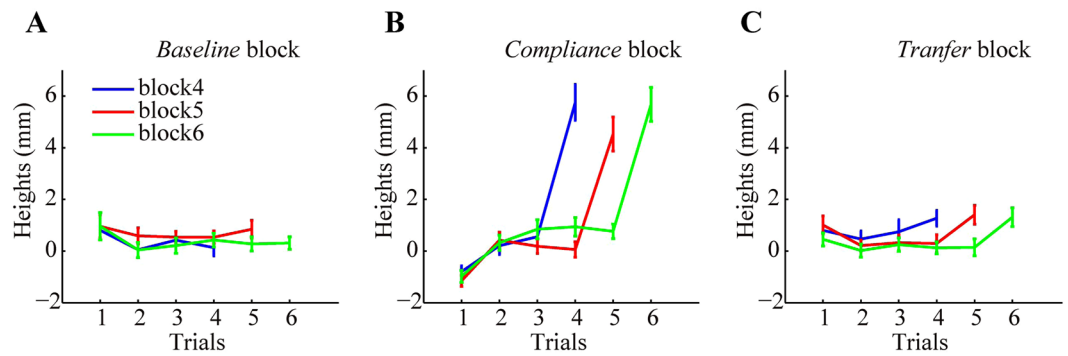 A
Baseline block
block4
block5
block6
Heights (mm)
6
4
2
0
−2
1 2 3 4 5 6
Trials
B
Compliance block
Heights (mm)
6
4
2
0
−2
1 2 3 4 5 6
Trials
C
Tranfer block
Heights (mm)
6
4
2
0
−2
1 2 3 4 5 6
Trials